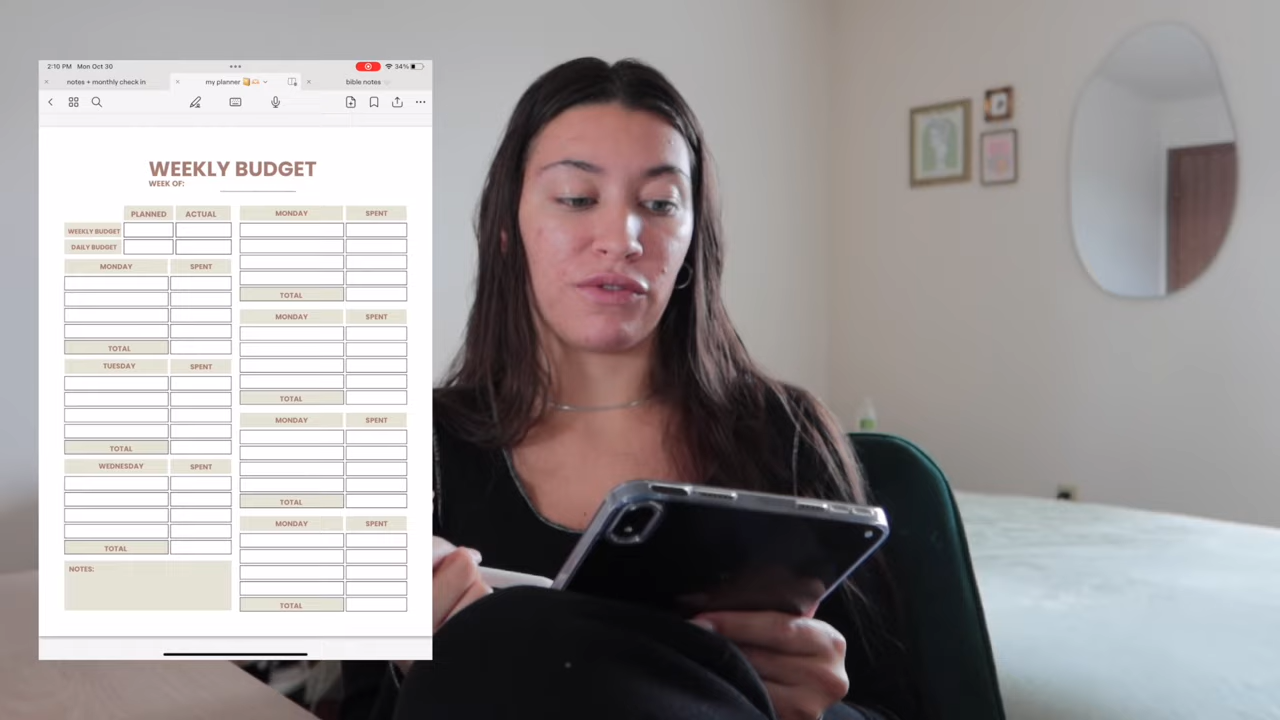 2:10 PM Mon Oct 30
34%
notes + monthly check in
my planner
bible notes
WEEKLY BUDGET
WEEK OF:
PLANNED ACTUAL
WEEKLY BUDGET
DAILY BUDGET
MONDAY SPENT
TOTAL
TUESDAY SPENT
TOTAL
WEDNESDAY SPENT
TOTAL
NOTES:
MONDAY SPENT
TOTAL
MONDAY SPENT
TOTAL
MONDAY SPENT
TOTAL
MONDAY SPENT
TOTAL